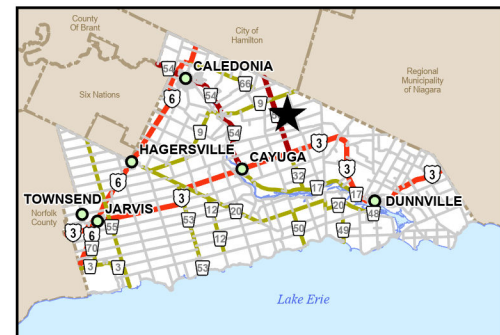 County
Of Brant
City of
Hamilton
54
CALEDONIA
66
Regional
Municipality
of Niagara
Six Nations
6
54
9
9
54
3
HAGERSVILLE
CAYUGA
3
3
6
32
17
17
TOWNSEND
3
DUNNVILLE
Norfolk
County
JARVIS
20
48
3
6
55
53
12
20
12
50
49
70
3
3
53
Lake Erie